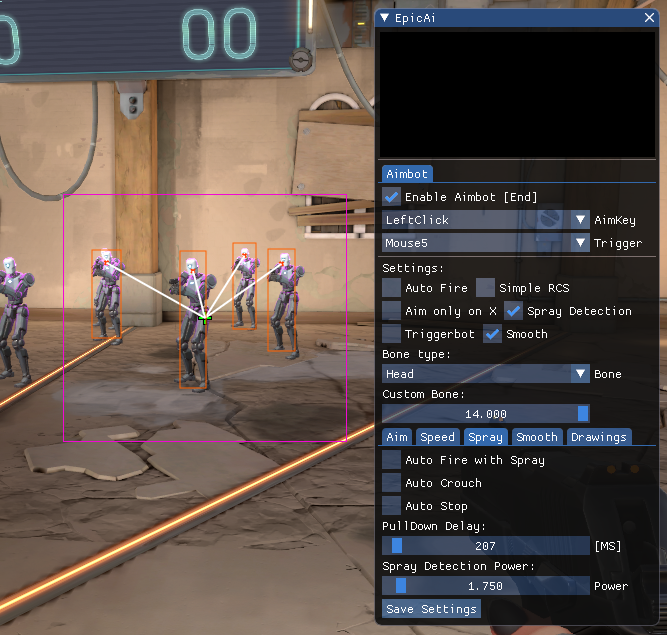 00
EpicAi
Aimbot
Enable Aimbot [End]
LeftClick AimKey
Mouse5 Trigger
Settings:
Auto Fire Simple RCS
Aim only on X Spray Detection
Triggerbot Smooth
Bone type:
Head Bone
Custom Bone:
14.000
Aim Speed Spray Smooth Drawings
Auto Fire with Spray
Auto Crouch
Auto Stop
PullDown Delay:
207 [MS]
Spray Detection Power:
1.750 Power
Save Settings